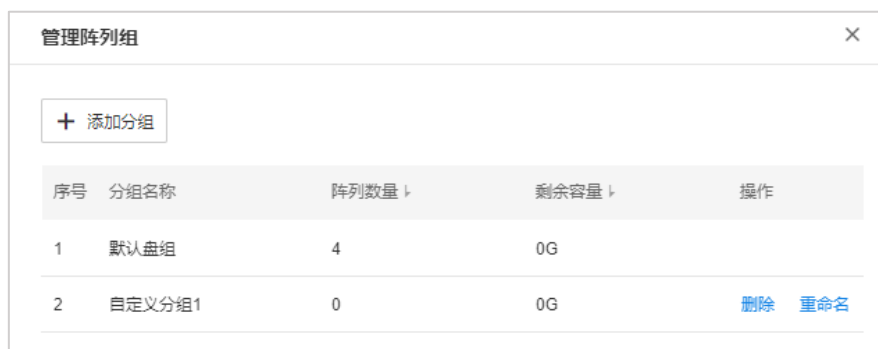 管理阵列组
添加分组
序号 分组名称 阵列数量 剩余容量 操作
1 默认盘组 4 0G
2 自定义分组1 0 0G 删除 重命名